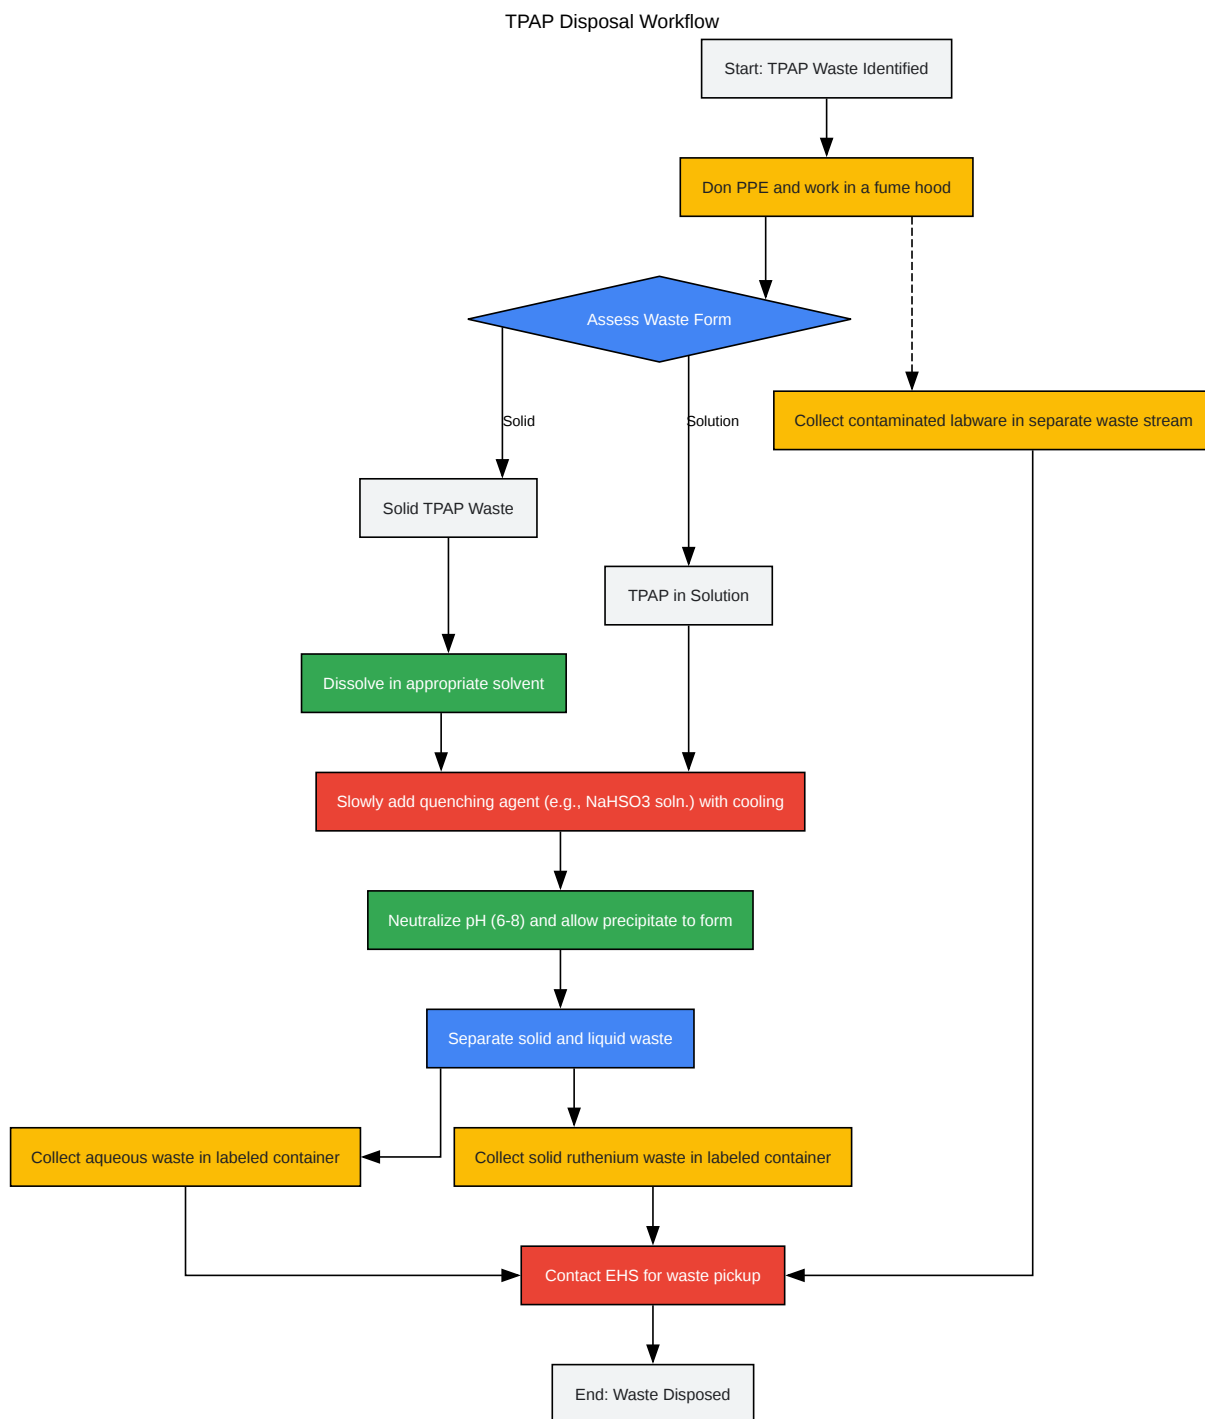 TPAP Disposal Workflow
Start: TPAP Waste Identified
Don PPE and work in a fume hood
Assess Waste Form
Solid
Solution
Collect contaminated labware in separate waste stream
Solid TPAP Waste
TPAP in Solution
Dissolve in appropriate solvent
Slowly add quenching agent (e.g., NaHSO3 soln.) with cooling
Neutralize pH (6-8) and allow precipitate to form
Separate solid and liquid waste
Collect aqueous waste in labeled container
Collect solid ruthenium waste in labeled container
Contact EHS for waste pickup
End: Waste Disposed